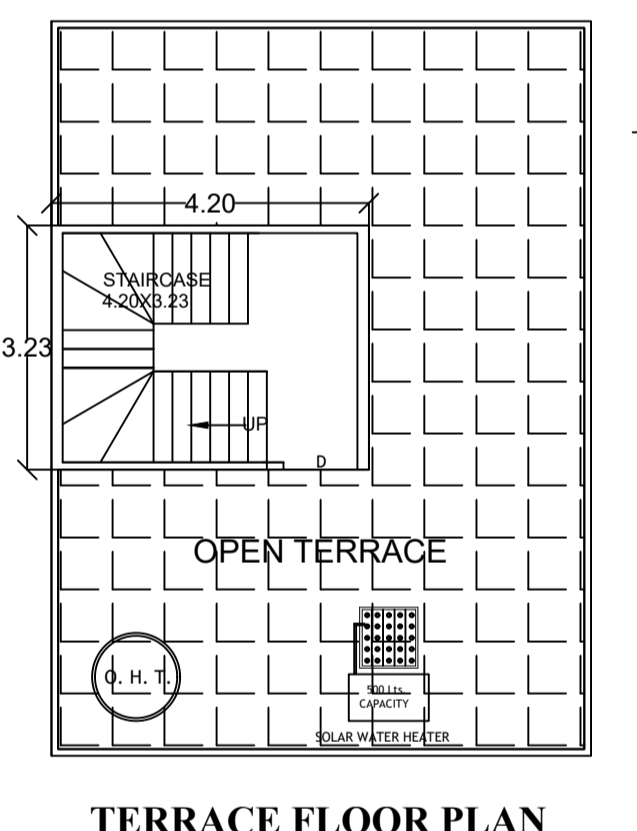 4.20
STAIRCASE
4.20X3.23
3.23
UP
D
OPEN TERRACE
O. H. T.
500 Lts.
CAPACITY
SOLAR WATER HEATER
TERRACE FLOOR PLAN